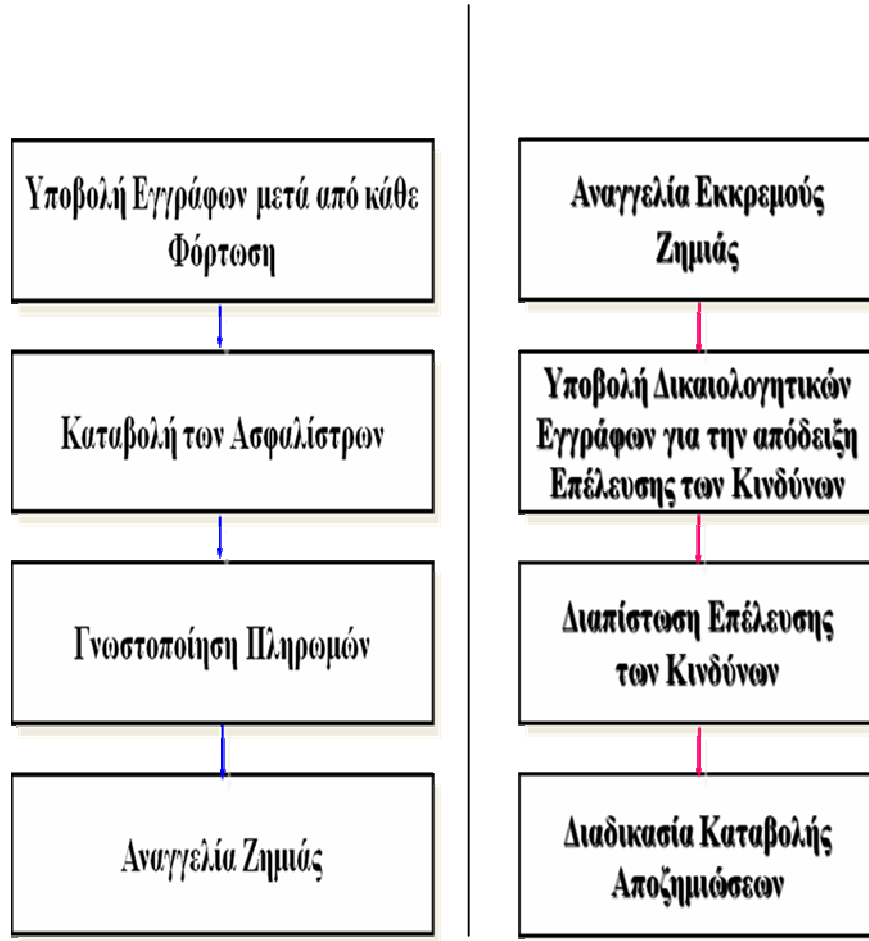 Υποβολή Εγγράφων μετά από κάθε
Φόρτωση
Καταβολή των Ασφαλίστρων
Γνωστοποίηση Πληρωμών
Αναγγελία Ζημιάς
Αναγγελία Εκκρεμούς
Ζημιάς
Υποβολή Δικαιολογητικών
Εγγράφων για την απόδειξη
Επέλευσης των Κινδύνων
Διαπίστωση Επέλευσης
των Κινδύνων
Διαδικασία Καταβολής
Αποζημιώσεων